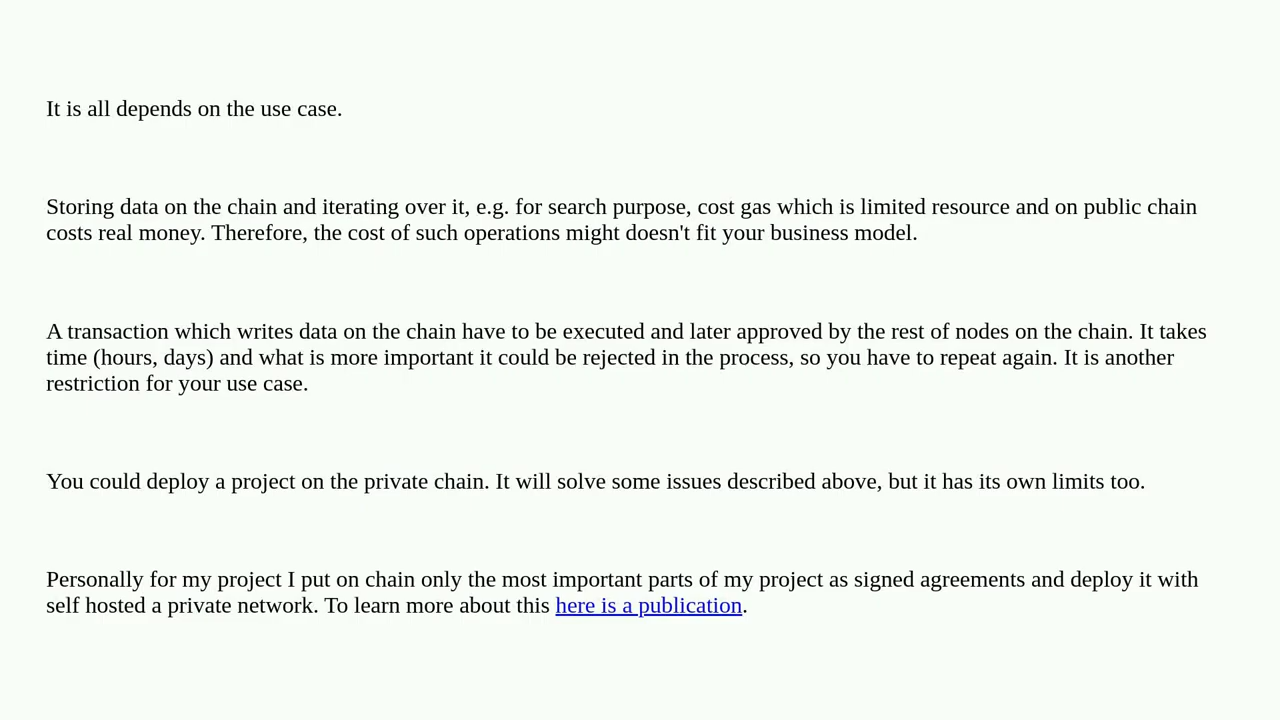 It is all depends on the use case.
Storing data on the chain and iterating over it, e.g. for search purpose, cost gas which is limited resource and on public chain
costs real money. Therefore, the cost of such operations might doesn't fit your business model.
A transaction which writes data on the chain have to be executed and later approved by the rest of nodes on the chain. It takes
time (hours, days) and what is more important it could be rejected in the process, so you have to repeat again. It is another
restriction for your use case.
You could deploy a project on the private chain. It will solve some issues described above, but it has its own limits too.
Personally for my project I put on chain only the most important parts of my project as signed agreements and deploy it with
self hosted a private network. To learn more about this here is a publication.